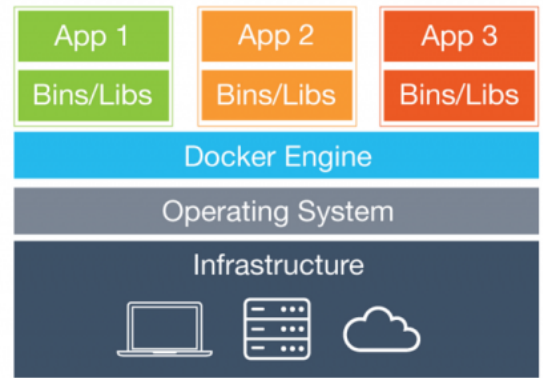 App 1
App 2
App 3
Bins/Libs
Bins/Libs
Bins/Libs
Docker Engine
Operating System
Infrastructure